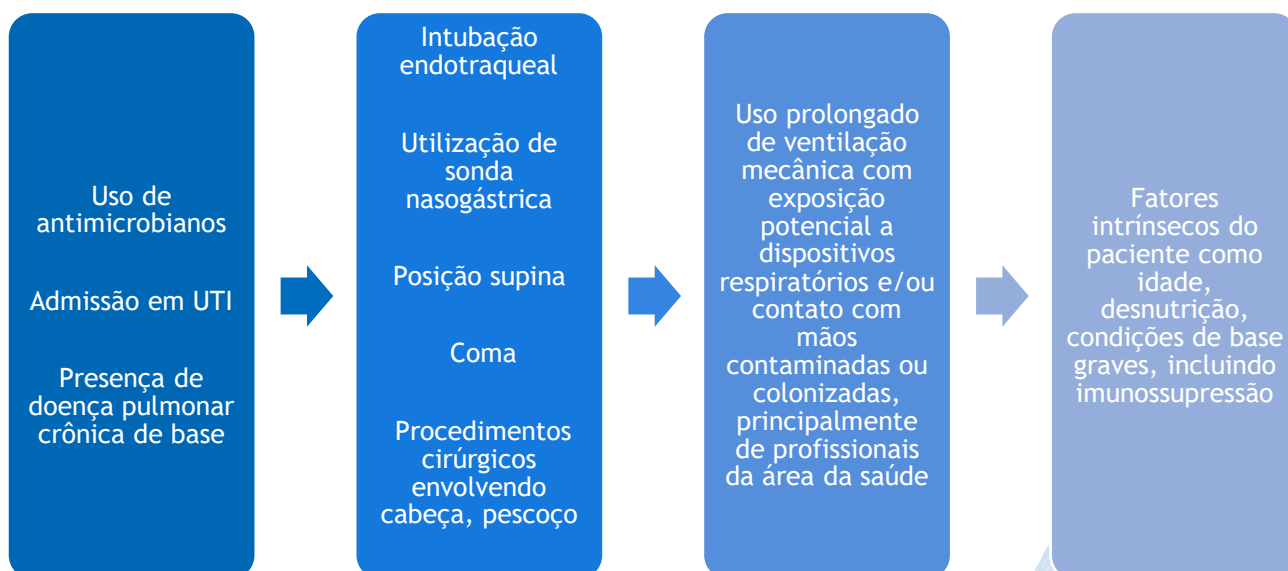 Uso de
antimicrobianos
Admissão em UTI
Presença de
doença pulmonar
crônica de base
Intubação
endotraqueal
Utilização de
sonda
nasogástrica
Posição supina
Coma
Procedimentos
cirúrgicos
envolvendo
cabeça, pescoço
Uso prolongado
de ventilação
mecânica com
exposição
potencial a
dispositivos
respiratórios e/ou
contato com
mãos
contaminadas ou
colonizadas,
principalmente
de profissionais
da área da saúde
Fatores
intrínsecos do
paciente como
idade,
desnutrição,
condições de base
graves, incluindo
imunossupressão